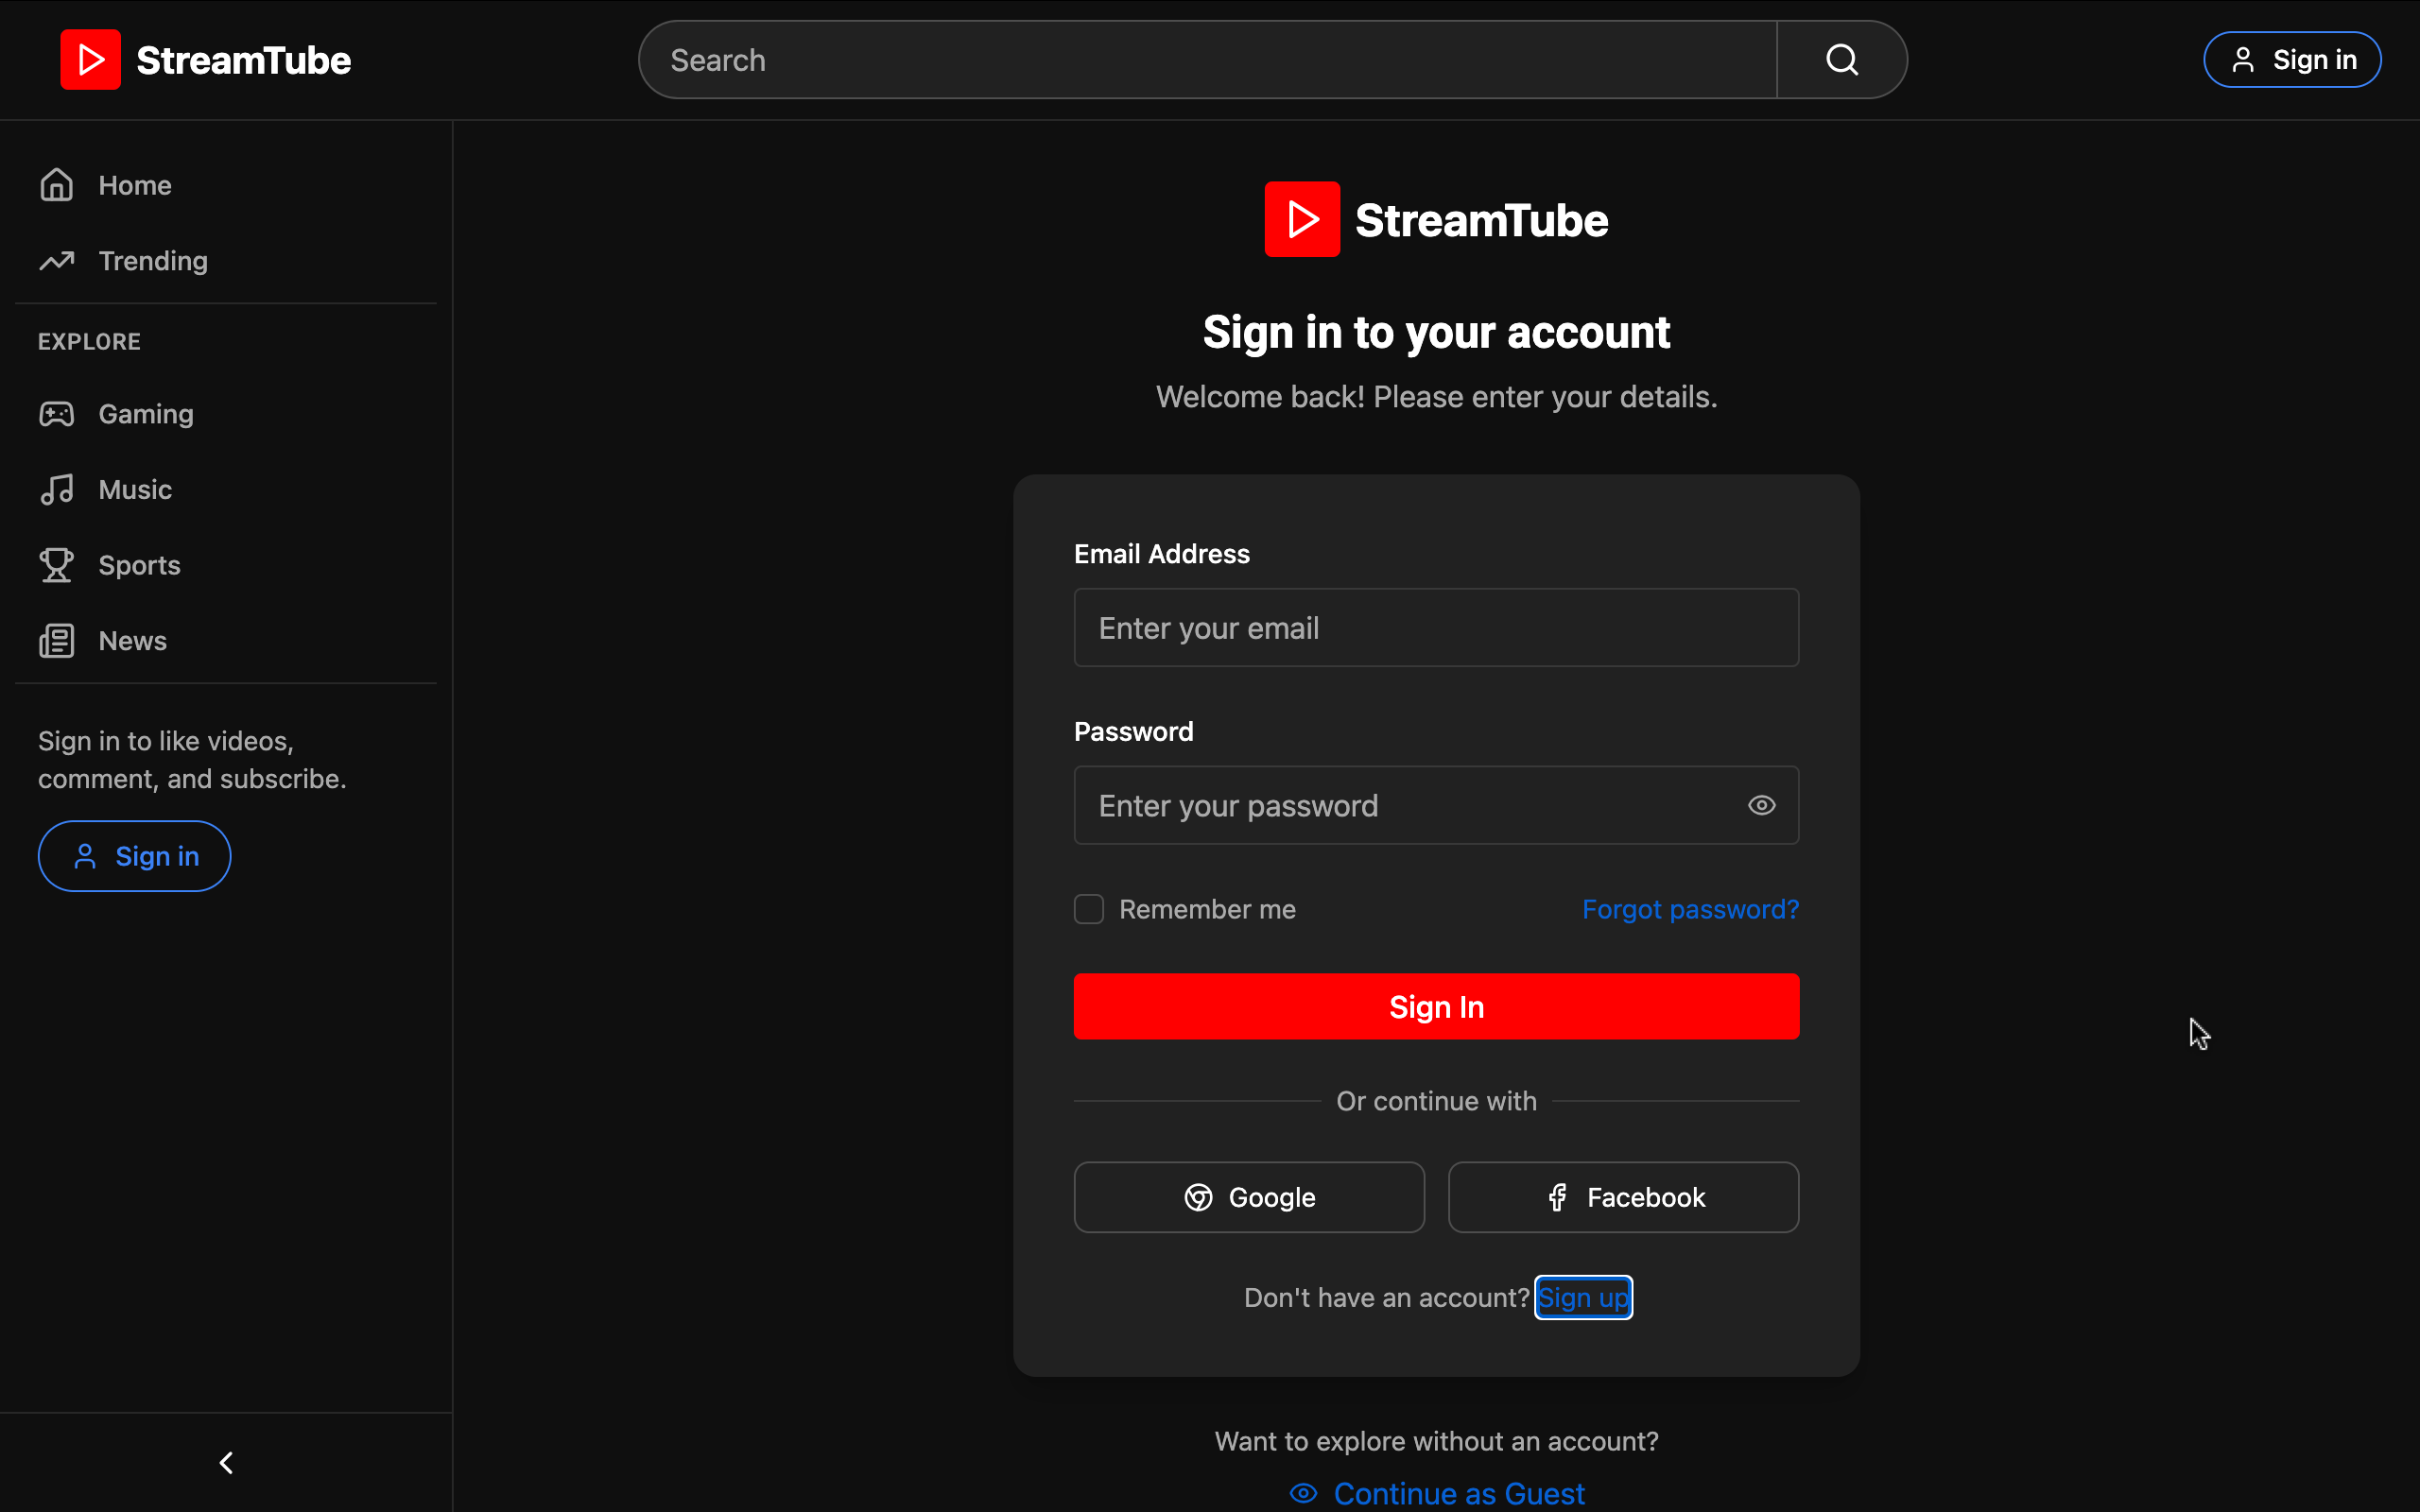 StreamTube
Search
Sign in
Home
Trending
EXPLORE
Gaming
Music
Sports
News
Sign in to like videos,
comment, and subscribe.
Sign in
StreamTube
Sign in to your account
Welcome back! Please enter your details.
Email Address
Enter your email
Password
Enter your password
Remember me
Forgot password?
Sign In
Or continue with
Google
Facebook
Don't have an account? Sign up
Want to explore without an account?
Continue as Guest